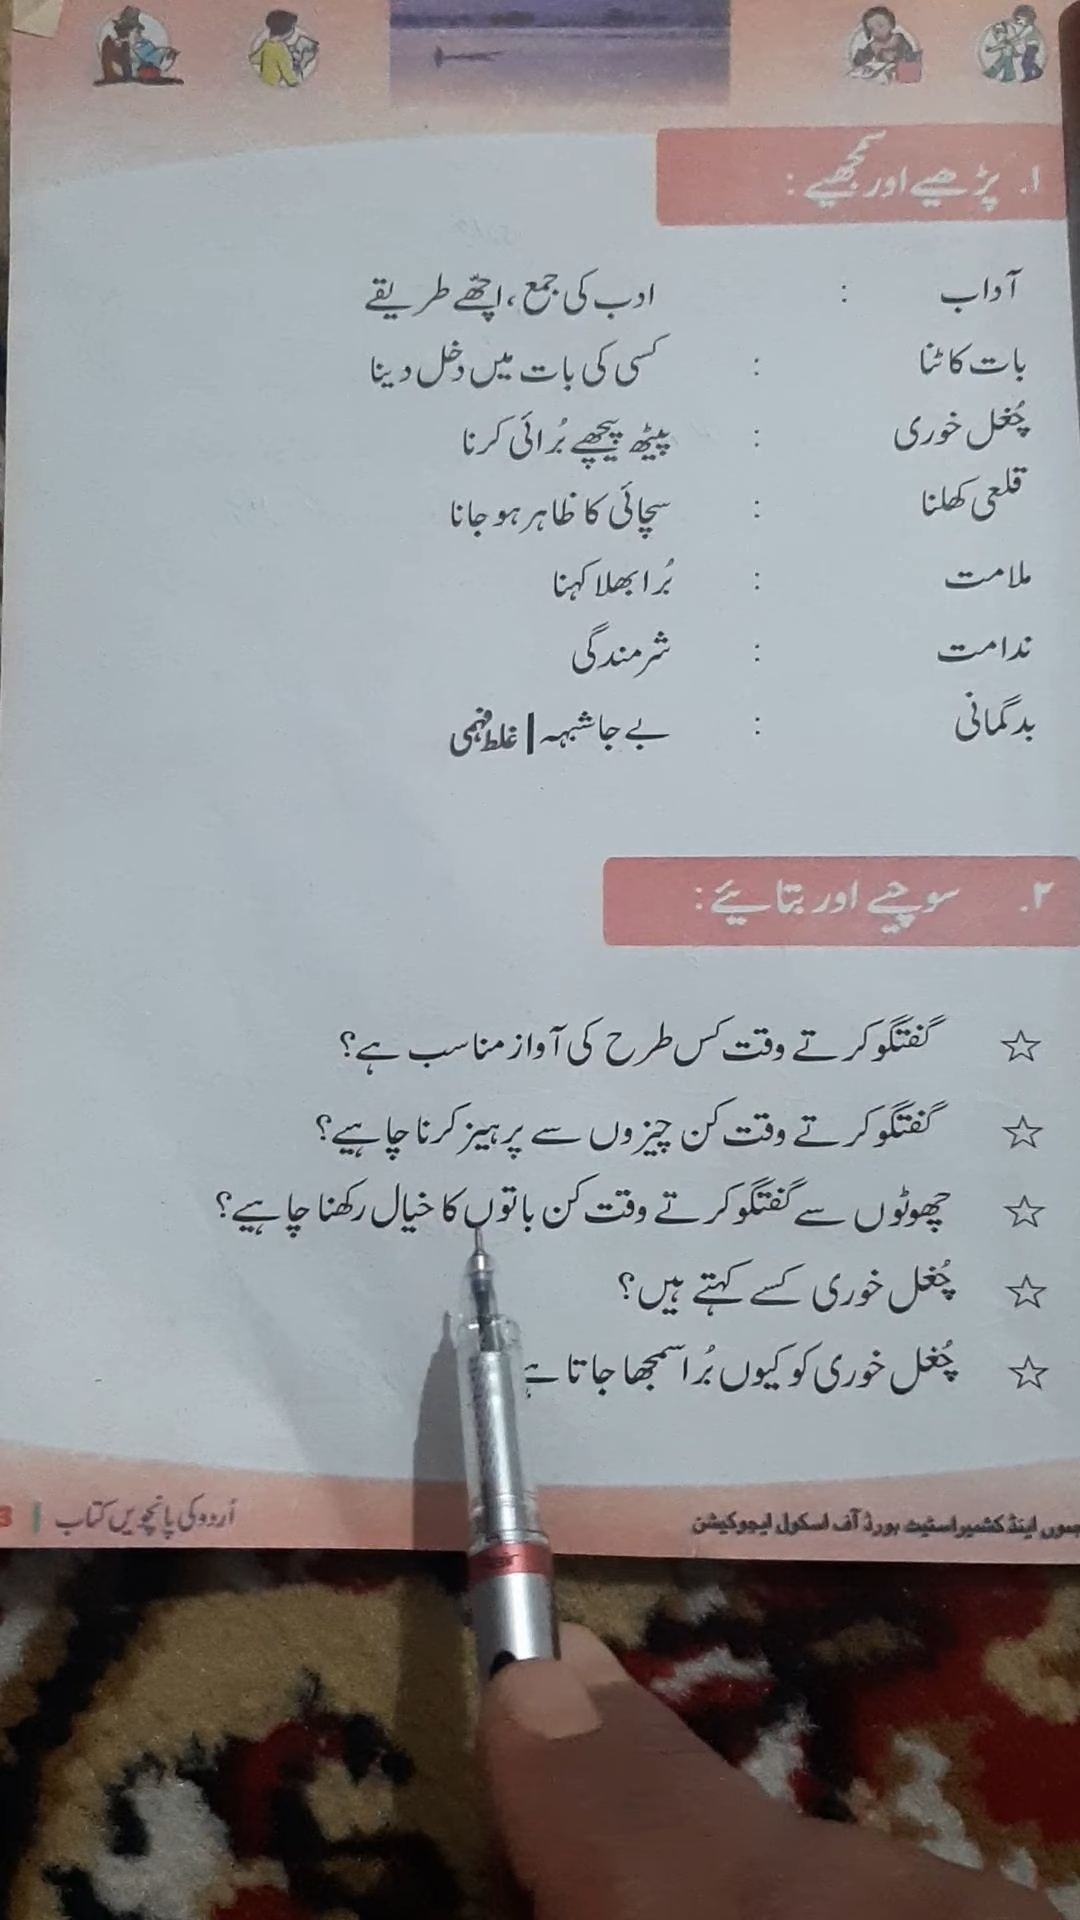 ۱. پڑھیے اور سمجھیے :
آداب : ادب کی جمع، اچھّے طریقے
بات کاٹنا : کسی کی بات میں دخل دینا
چُغل خوری : پیٹھ پیچھے بُرائی کرنا
قلعی کھلنا : سچائی کا ظاہر ہو جانا
ملامت : بُرا بھلا کہنا
ندامت : شرمندگی
بدگمانی : بے جا شبہہ | غلط فہمی
۲. سوچیے اور بتائیے :
☆ گفتگو کرتے وقت کس طرح کی آواز مناسب ہے؟
☆ گفتگو کرتے وقت کن چیزوں سے پرہیز کرنا چاہیے؟
☆ چھوٹوں سے گفتگو کرتے وقت کن باتوں کا خیال رکھنا چاہیے؟
☆ چُغل خوری کسے کہتے ہیں؟
☆ چُغل خوری کو کیوں بُرا سمجھا جاتا ہے
جموں اینڈ کشمیر اسٹیٹ بورڈ آف اسکول ایجوکیشن
اُردو کی پانچویں کتاب | 3